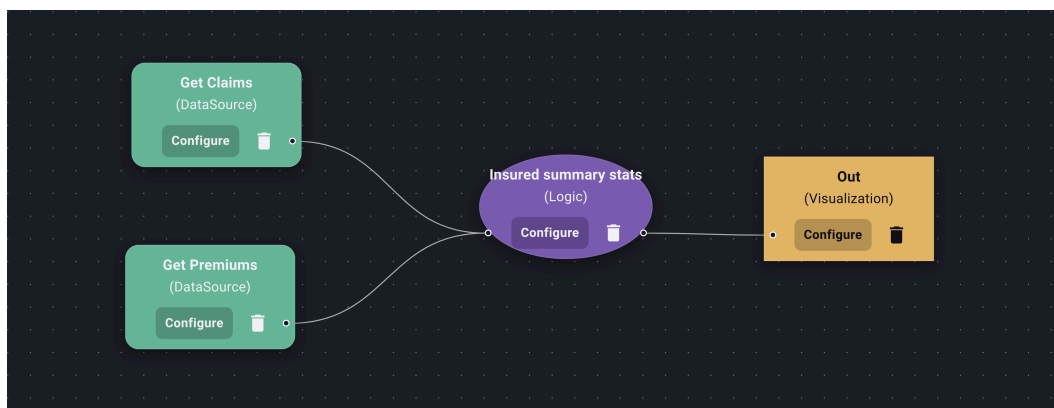 Get Claims
(DataSource)
Configure
Get Premiums
(DataSource)
Configure
Insured summary stats
(Logic)
Configure
Out
(Visualization)
Configure